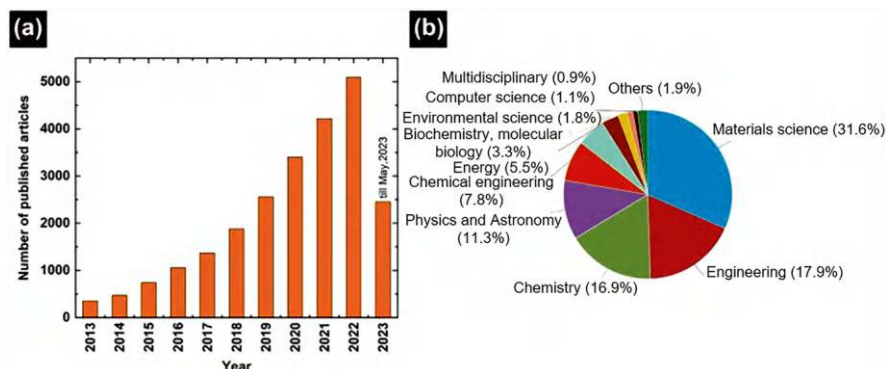 (a)
Number of published articles
5000
4000
3000
2000
1000
0
2013
2014
2015
2016
2017
2018
2019
2020
2021
2022
2023
till May,2023
Year
(b)
Multidisciplinary (0.9%)
Others (1.9%)
Computer science (1.1%)
Environmental science (1.8%)
Biochemistry, molecular
biology (3.3%)
Energy (5.5%)
Chemical engineering
(7.8%)
Physics and Astronomy
(11.3%)
Chemistry (16.9%)
Engineering (17.9%)
Materials science (31.6%)